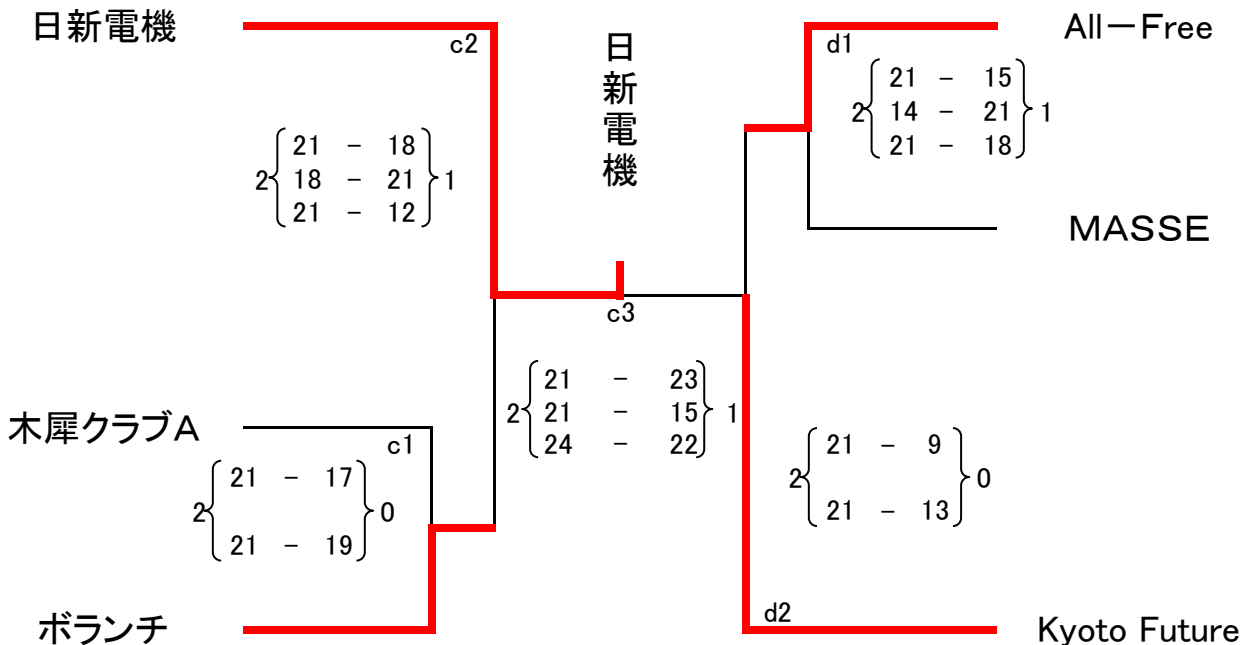 日新電機
c2
日新電機
d1
All－Free
2 21 － 15 1
14 － 21
21 － 18
2 21 － 18 1
18 － 21
21 － 12
MASSE
c3
2 21 － 23 1
21 － 15
24 － 22
木犀クラブA
c1
2 21 － 17 0
21 － 19
2 21 － 9 0
21 － 13
ボランチ
d2
Kyoto Future